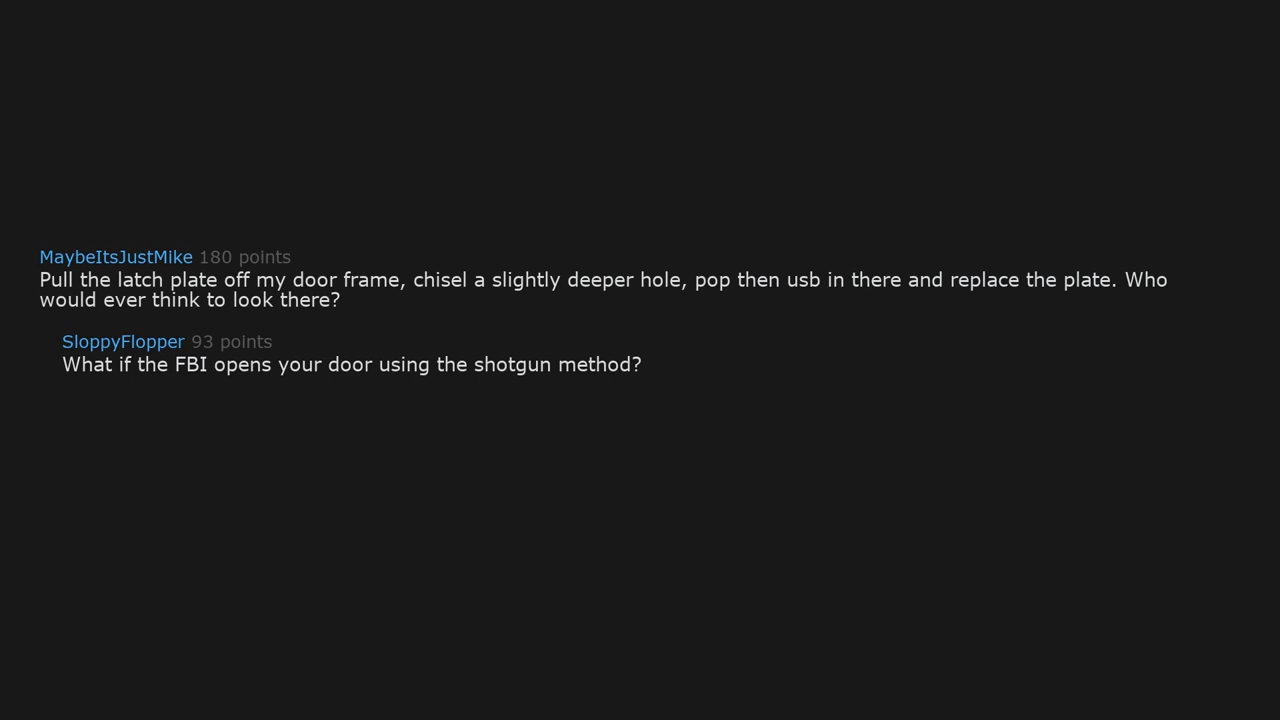 MaybeItsJustMike 180 points
Pull the latch plate off my door frame, chisel a slightly deeper hole, pop then usb in there and replace the plate. Who
would ever think to look there?
SloppyFlopper 93 points
What if the FBI opens your door using the shotgun method?